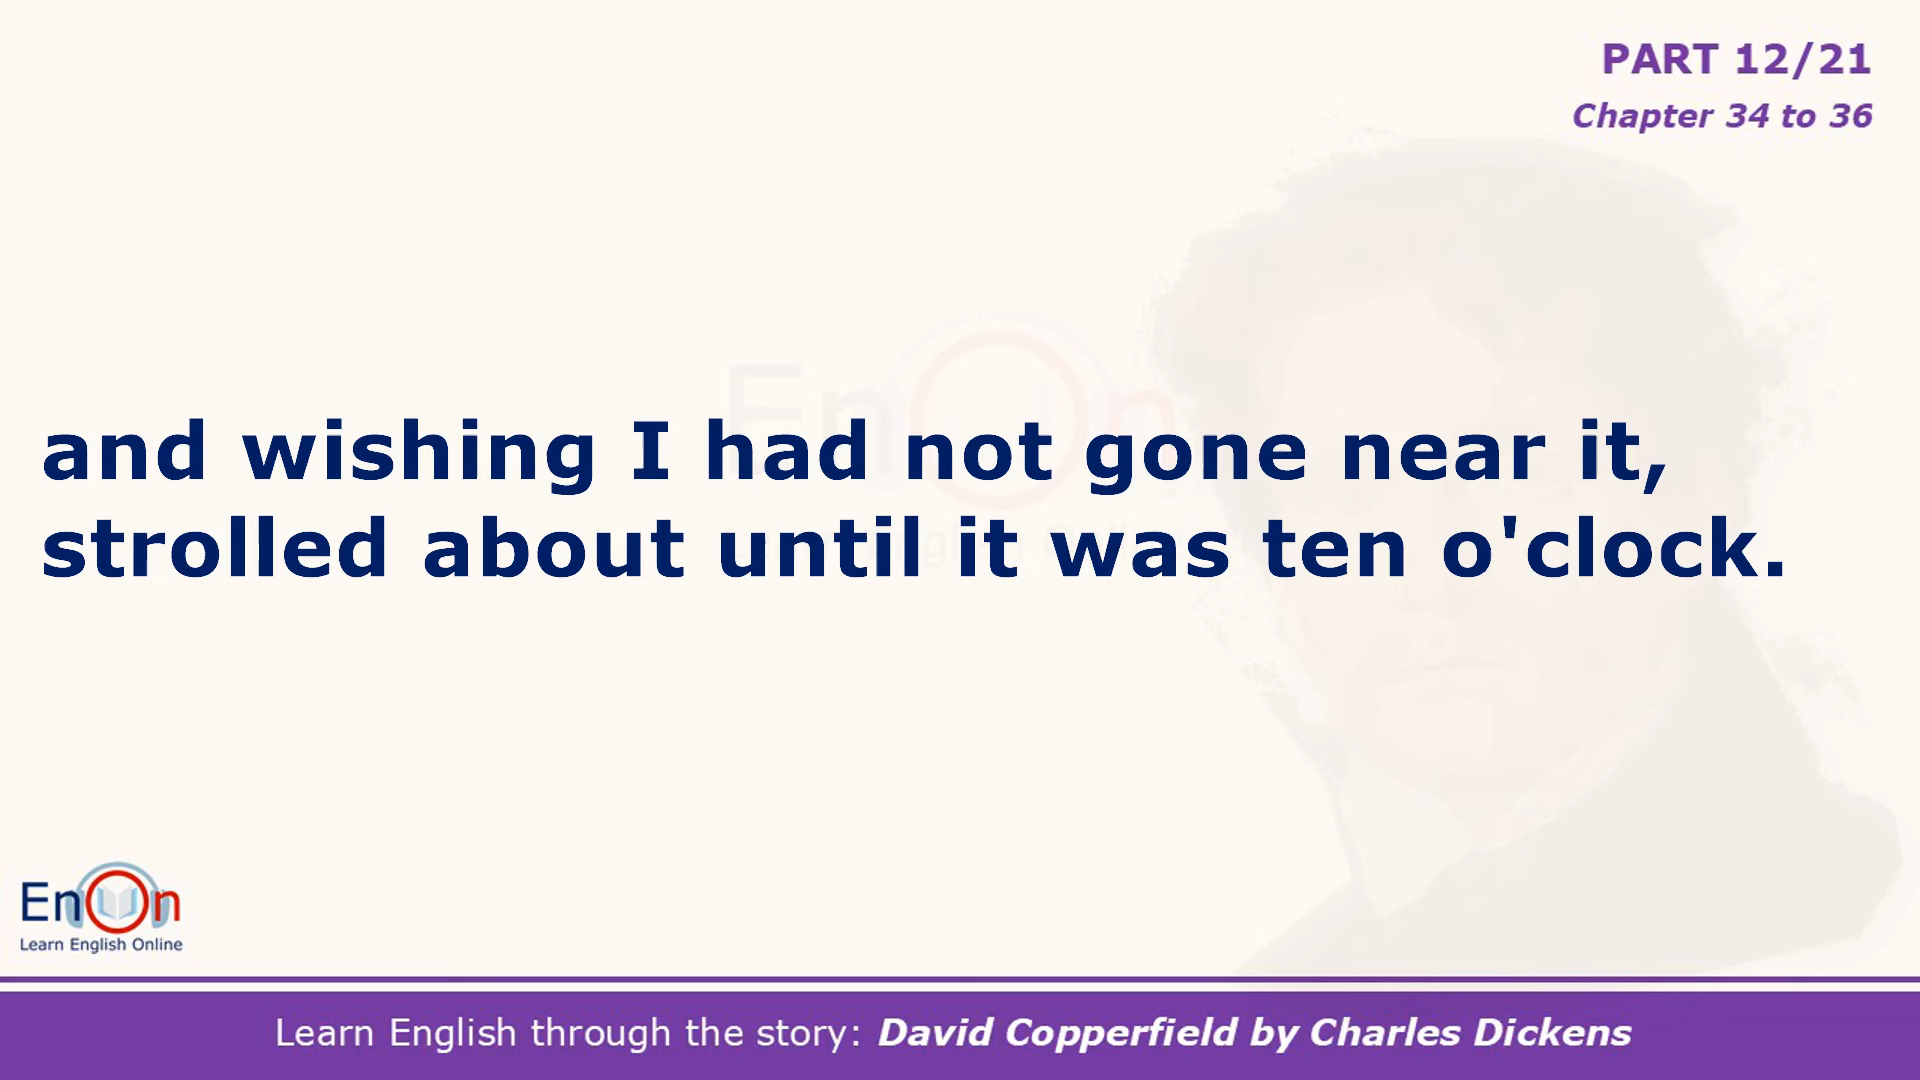 PART 12/21
Chapter 34 to 36
and wishing I had not gone near it,
strolled about until it was ten o'clock.
EnOn
Learn English Online
Learn English through the story: David Copperfield by Charles Dickens